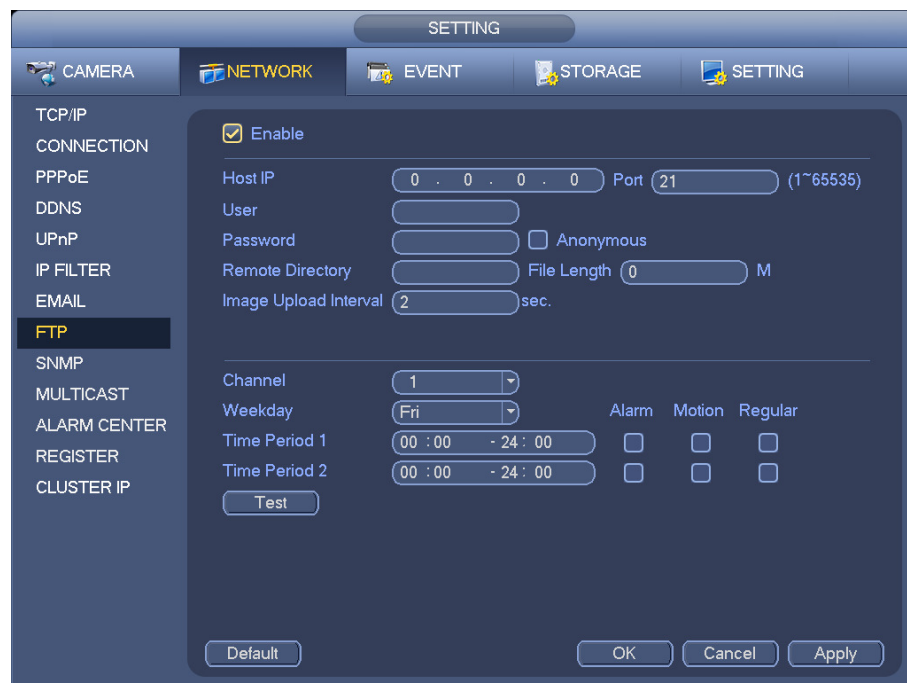 SETTING
CAMERA NETWORK EVENT STORAGE SETTING
TCP/IP
CONNECTION
PPPoE
DDNS
UPnP
IP FILTER
EMAIL
FTP
SNMP
MULTICAST
ALARM CENTER
REGISTER
CLUSTER IP
Enable
Host IP 0 . 0 . 0 . 0 Port 21 (1~65535)
User
Password Anonymous
Remote Directory File Length 0 M
Image Upload Interval 2 sec.
Channel 1
Weekday Fri Alarm Motion Regular
Time Period 1 00 :00 - 24 : 00
Time Period 2 00 :00 - 24 : 00
Test
Default OK Cancel Apply